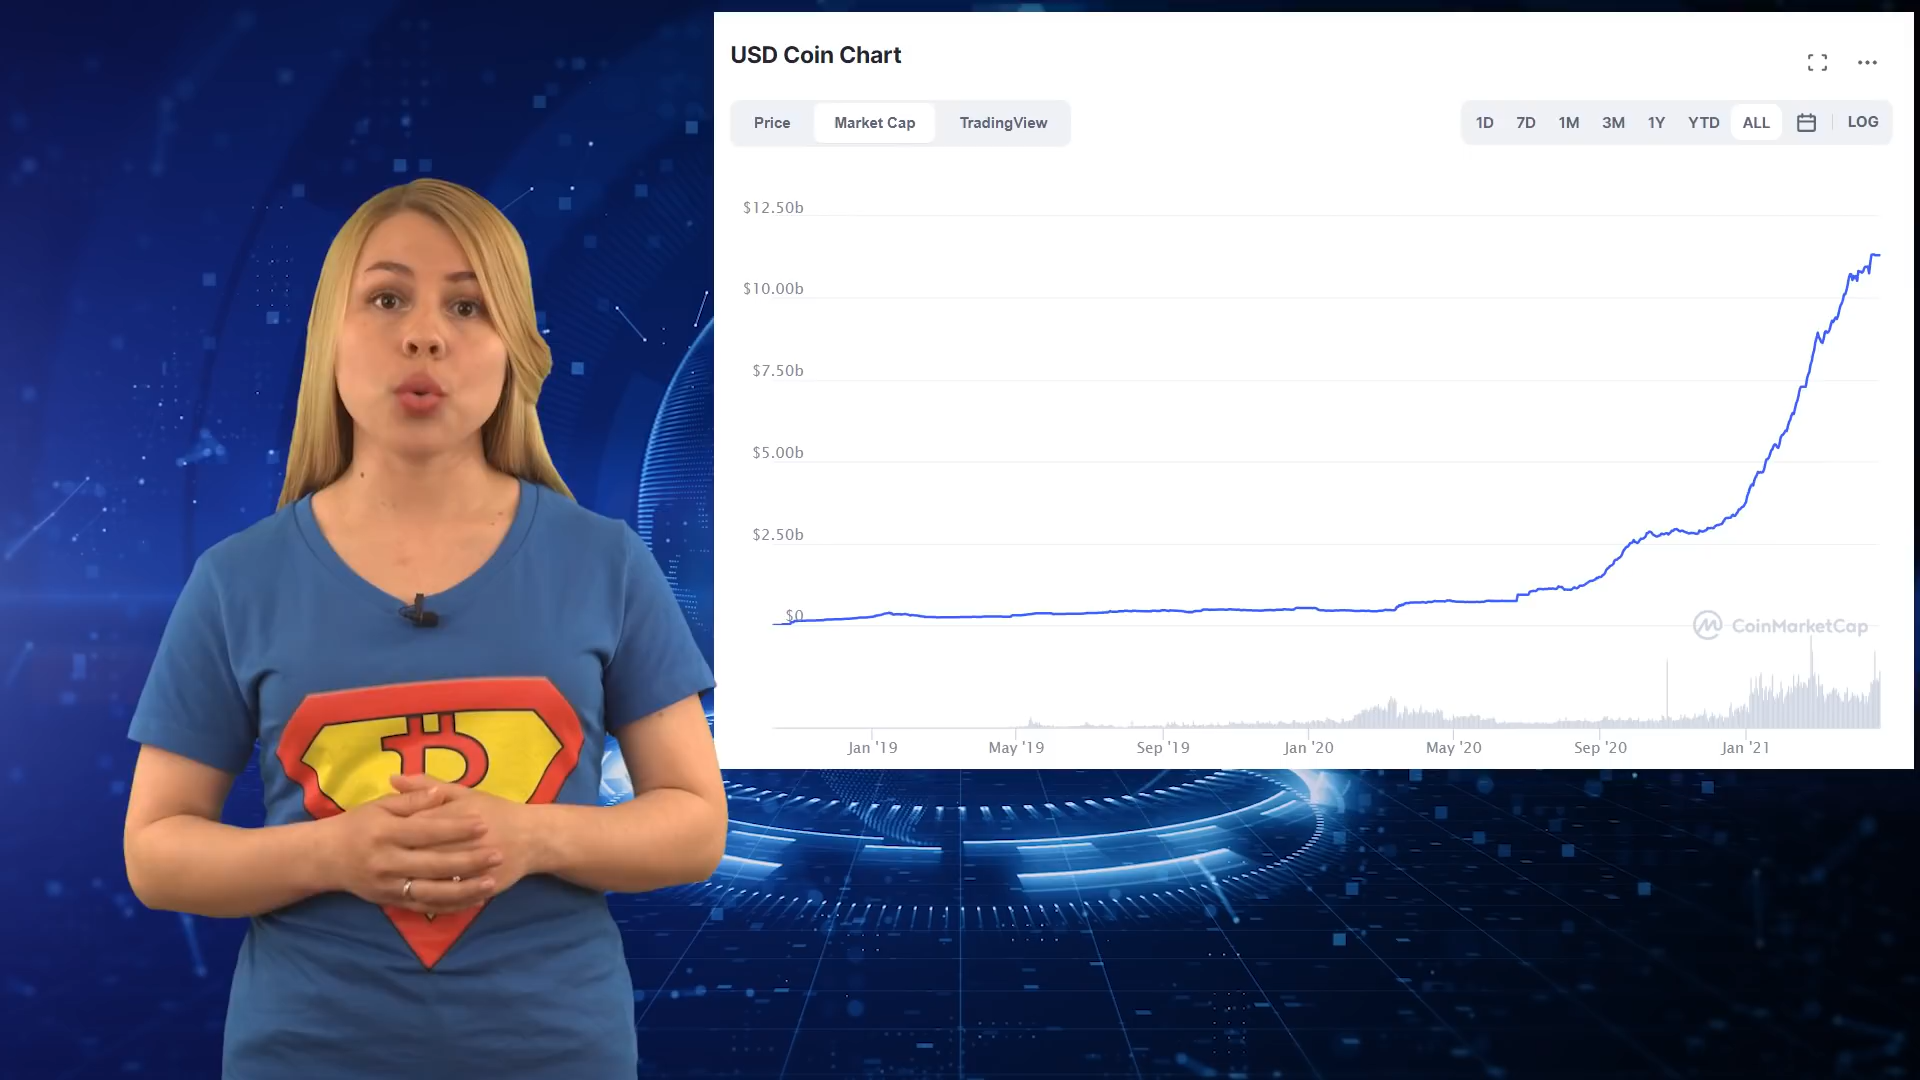 USD Coin Chart
Price Market Cap TradingView
1D 7D 1M 3M 1Y YTD ALL LOG
$12.50b
$10.00b
$7.50b
$5.00b
$2.50b
$0
CoinMarketCap
Jan '19 May '19 Sep '19 Jan '20 May '20 Sep '20 Jan '21